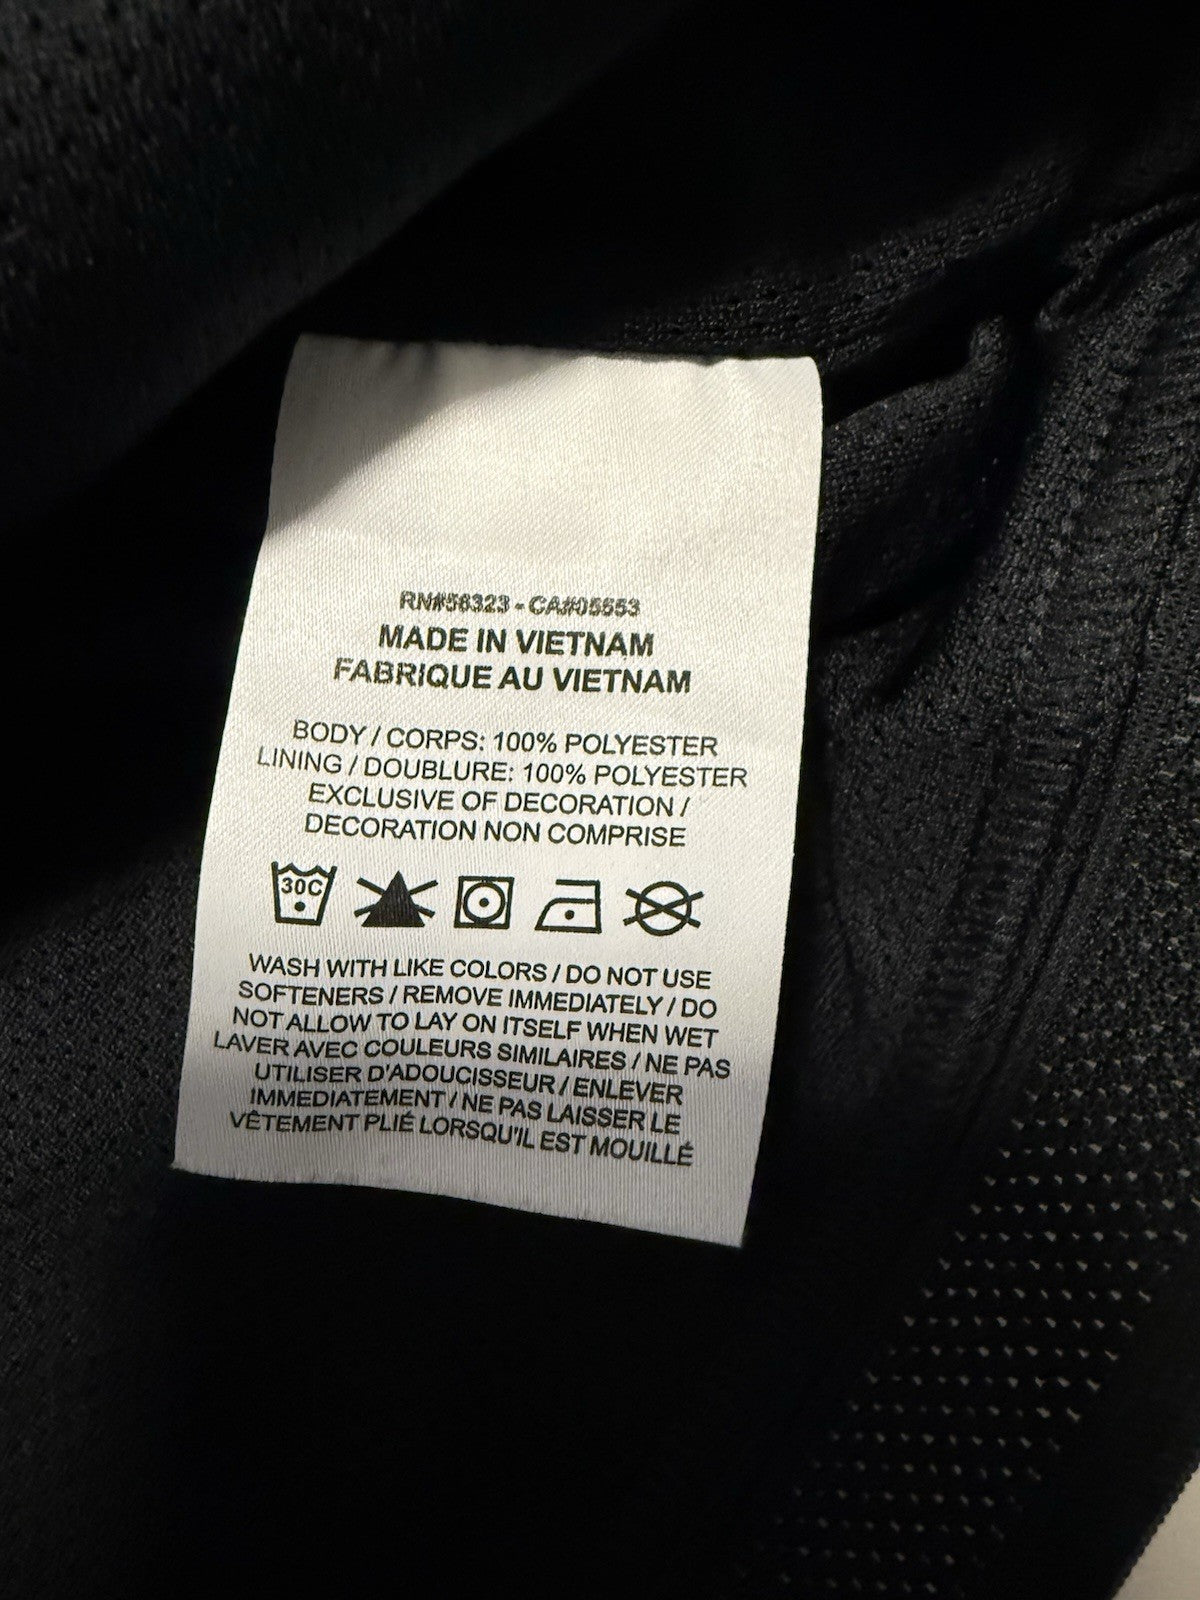 RN#56323 - CA#05553
MADE IN VIETNAM
FABRIQUE AU VIETNAM
BODY / CORPS: 100% POLYESTER
LINING / DOUBLURE: 100% POLYESTER
EXCLUSIVE OF DECORATION /
DECORATION NON COMPRISE
30C
WASH WITH LIKE COLORS / DO NOT USE
SOFTENERS / REMOVE IMMEDIATELY / DO
NOT ALLOW TO LAY ON ITSELF WHEN WET
LAVER AVEC COULEURS SIMILAIRES / NE PAS
UTILISER D'ADOUCISSEUR / ENLEVER
IMMEDIATEMENT / NE PAS LAISSER LE
VÊTEMENT PLIÉ LORSQU'IL EST MOUILLÉ